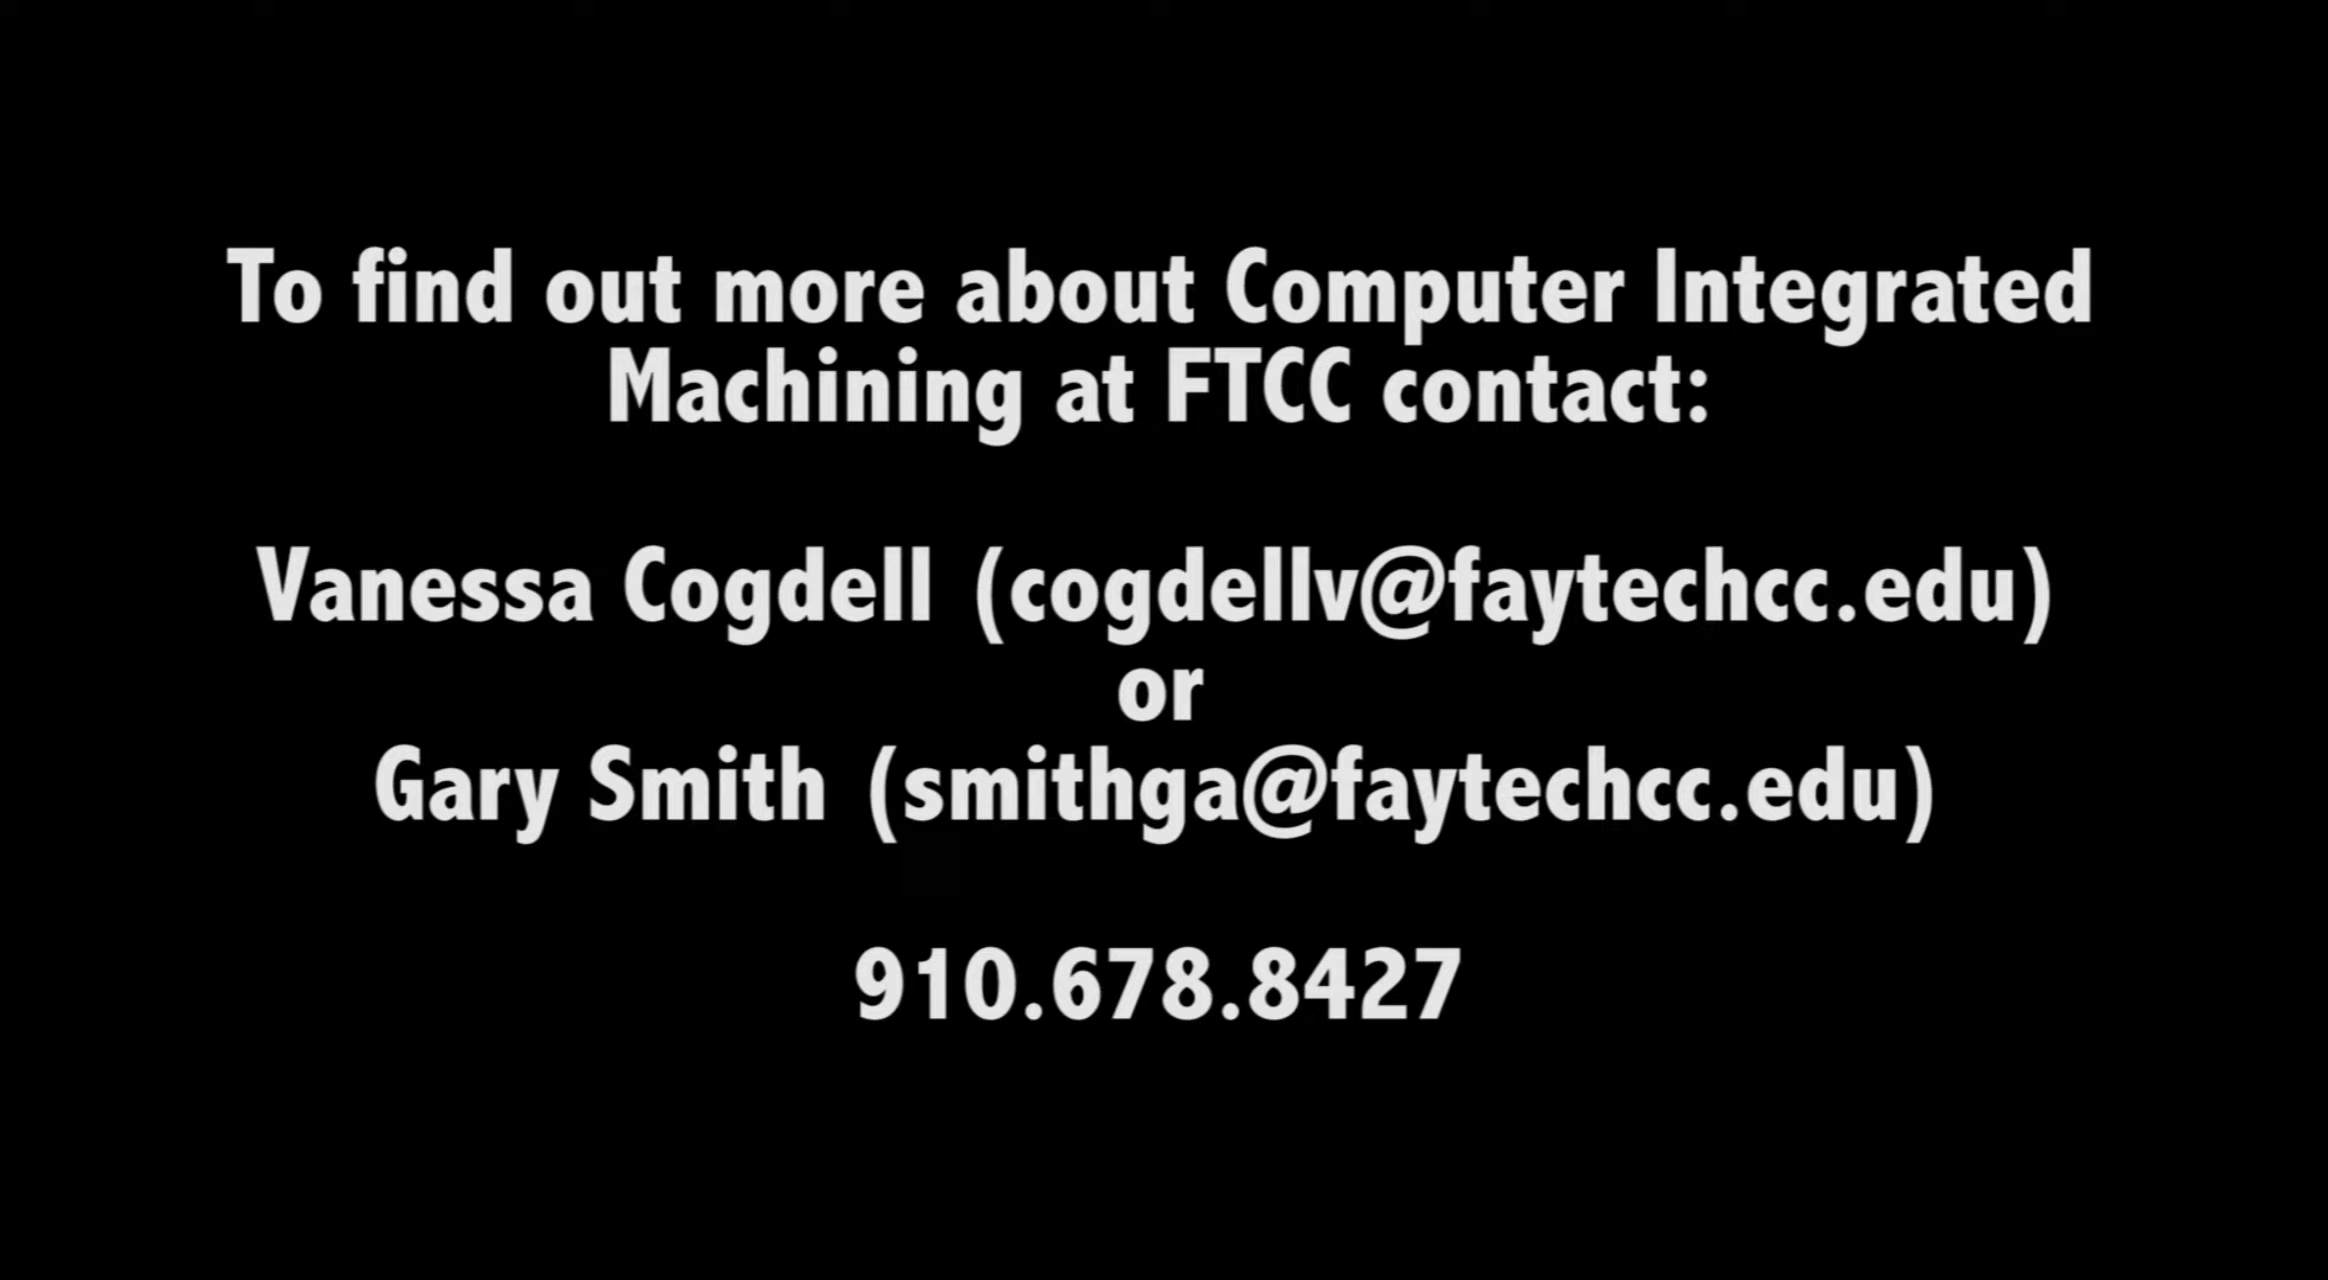 To find out more about Computer Integrated
Machining at FTCC contact:
Vanessa Cogdell (cogdellv@faytechcc.edu)
or
Gary Smith (smithga@faytechcc.edu)
910.678.8427